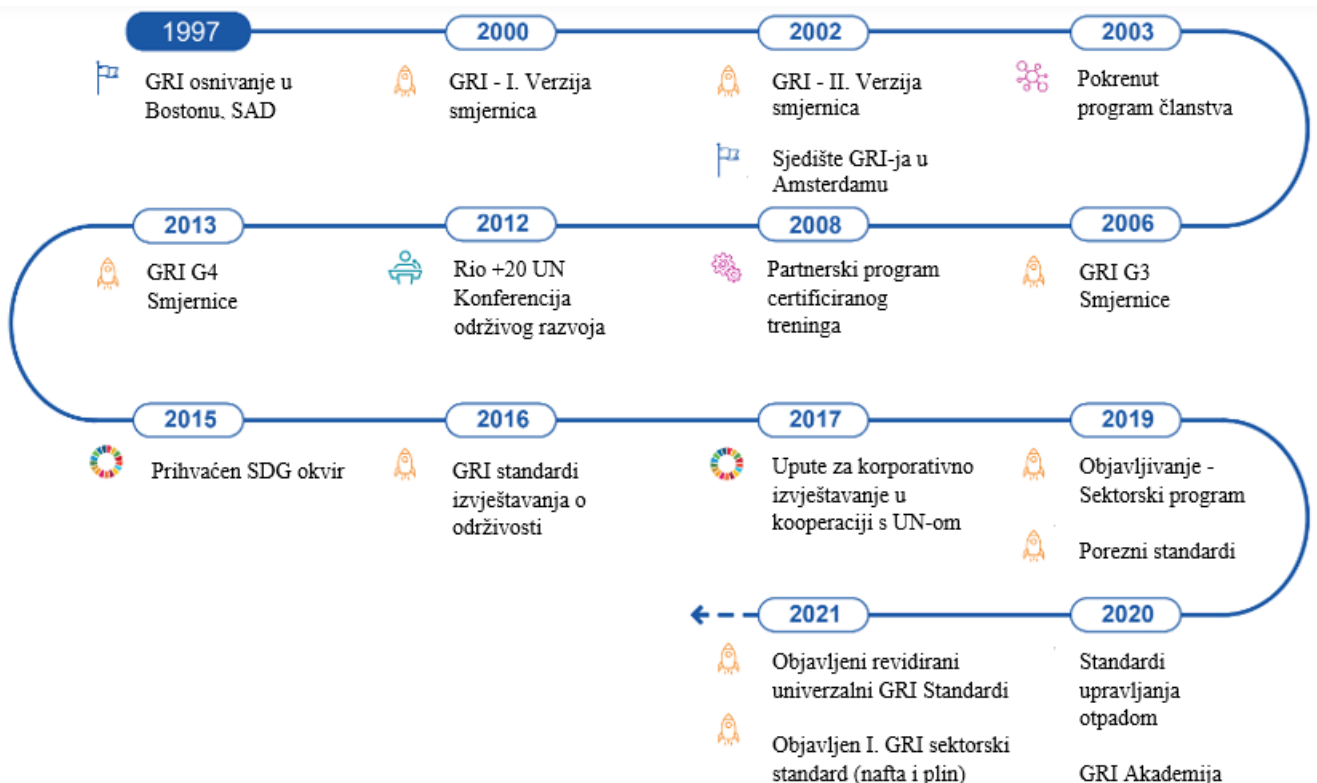 1997
GRI osnivanje u
Bostonu, SAD
2000
GRI - I. Verzija
smjernica
2002
GRI - II. Verzija
smjernica
Sjedište GRI-ja u
Amsterdamu
2003
Pokrenut
program članstva
2006
GRI G3
Smjernice
2008
Partnerski program
certificiranog
treninga
2012
Rio +20 UN
Konferencija
održivog razvoja
2013
GRI G4
Smjernice
2015
Prihvaćen SDG okvir
2016
GRI standardi
izvještavanja o
održivosti
2017
Upute za korporativno
izvještavanje u
kooperaciji s UN-om
2019
Objavljivanje -
Sektorski program
Porezni standardi
2020
Standardi
upravljanja
otpadom
GRI Akademija
2021
Objavljeni revidirani
univerzalni GRI Standardi
Objavljen I. GRI sektorski
standard (nafta i plin)